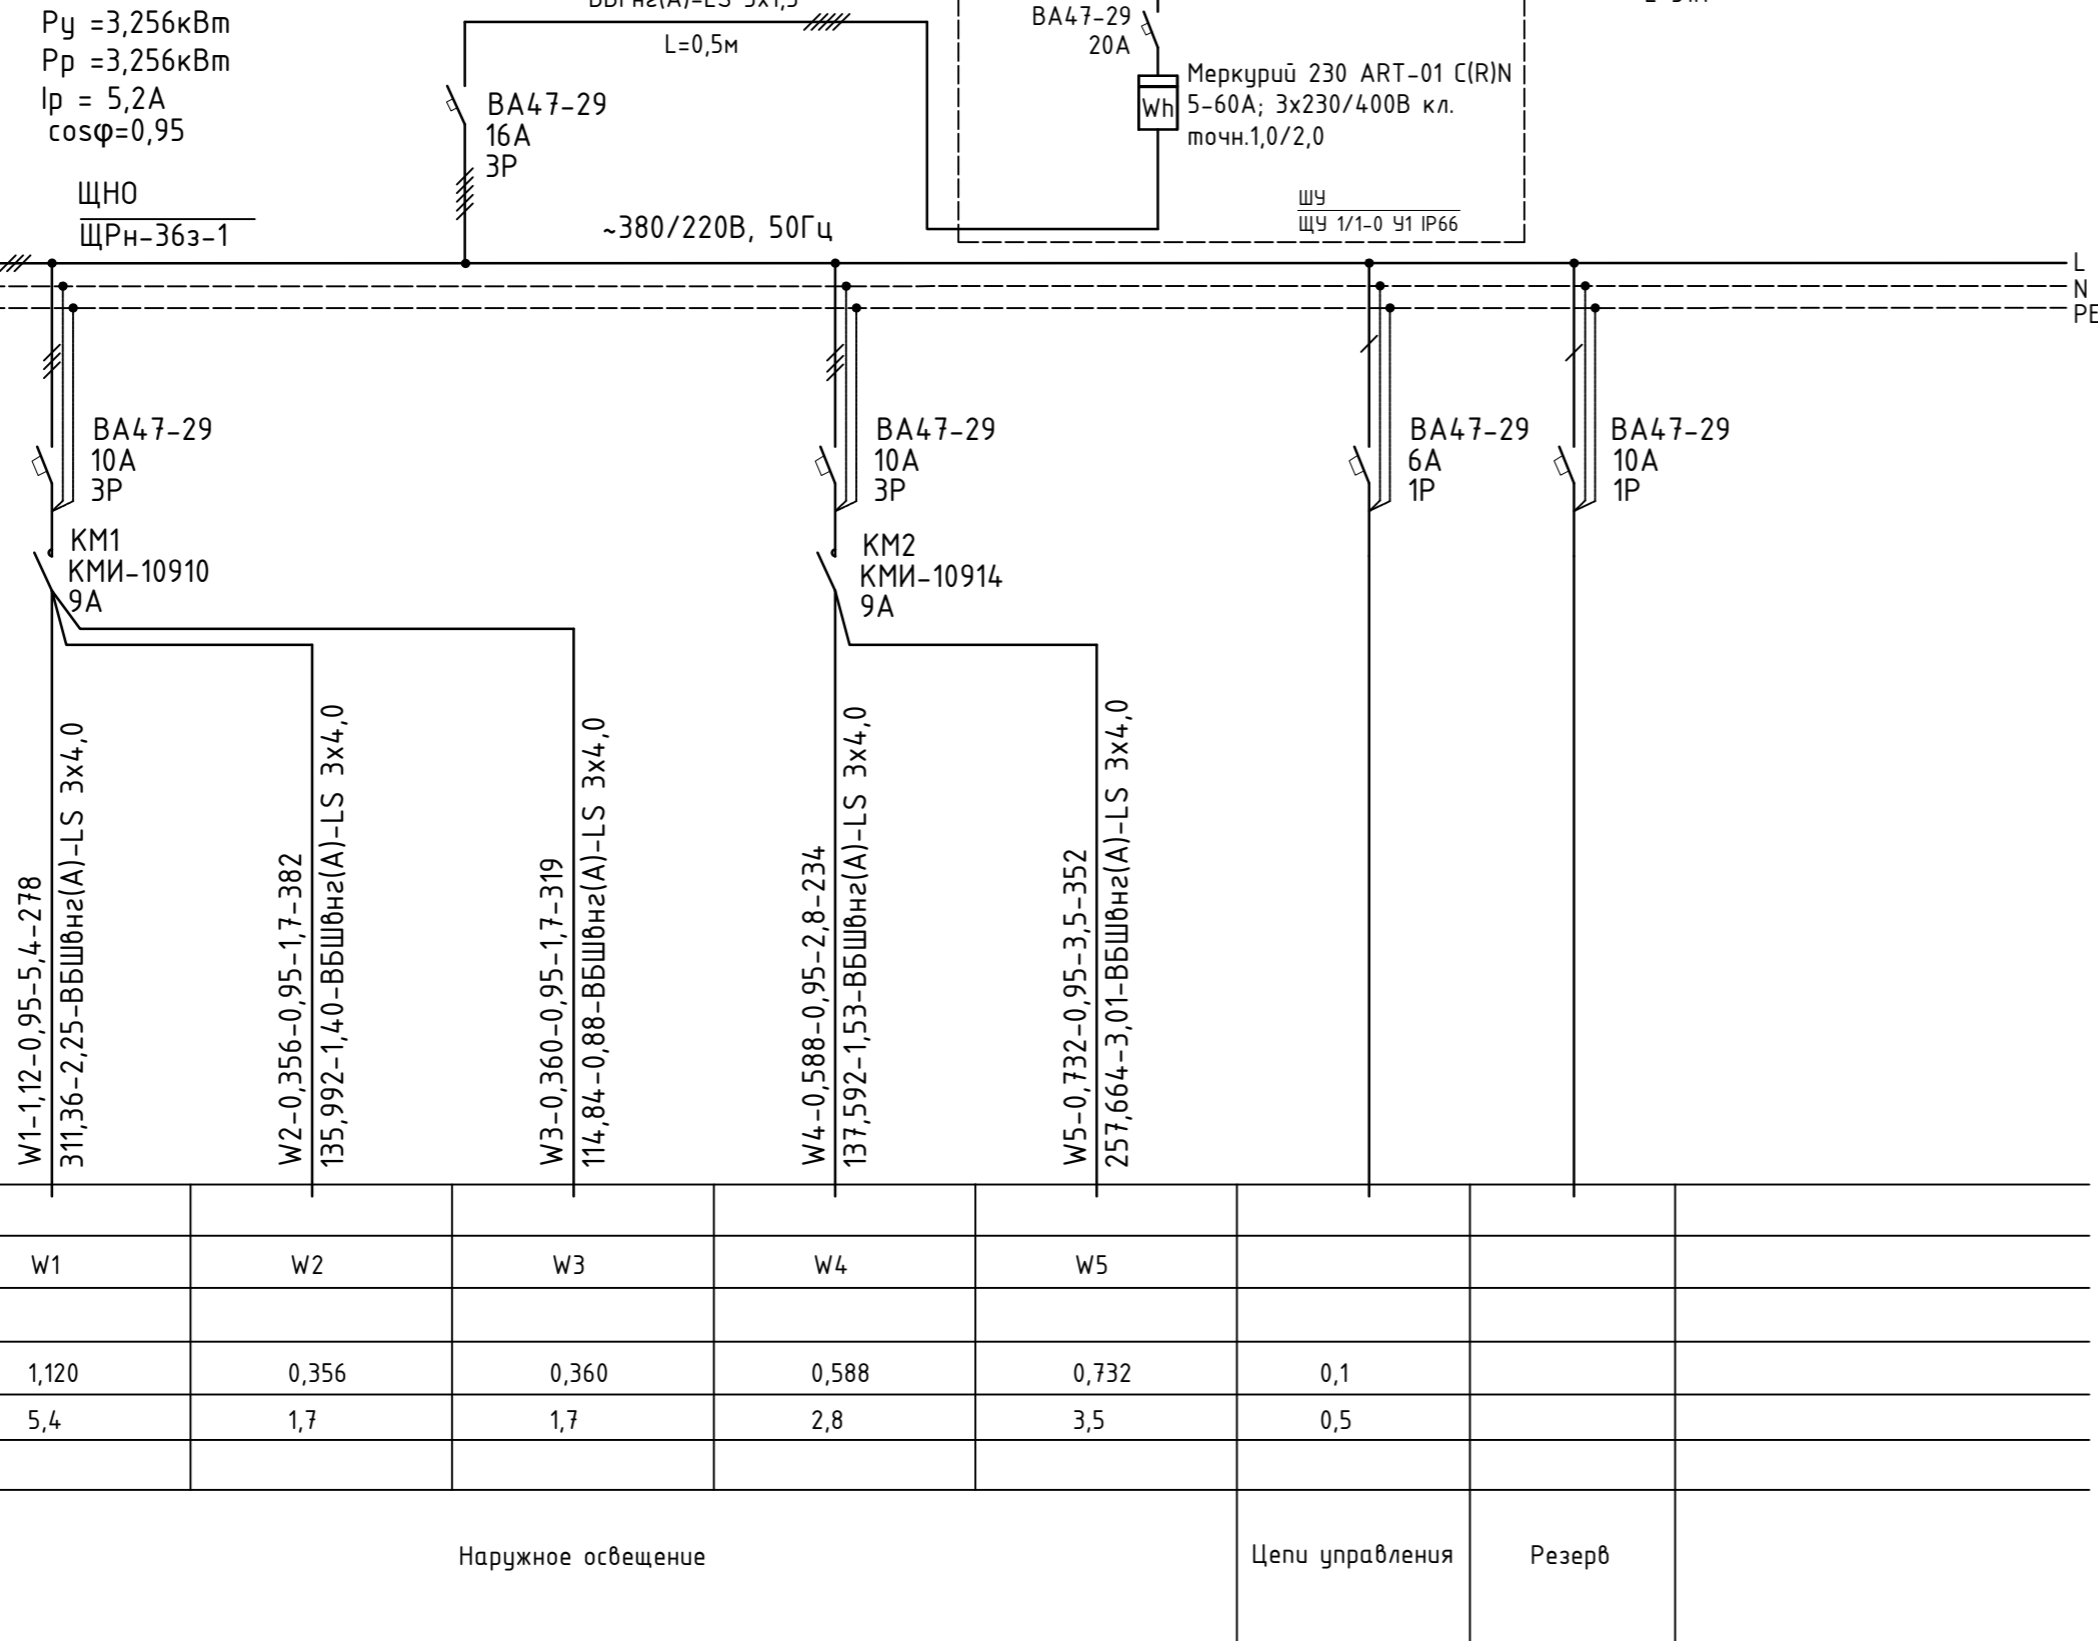 Ру =3,256кВт
Рр =3,256кВт
Iр = 5,2А
cosφ=0,95
ЩНО
ЩРн-36з-1
L=0,5м
ВА47-29
16А
3Р
~380/220В, 50Гц
ВА47-29
20А
Wh
Меркурий 230 ART-01 C(R)N
5-60А; 3х230/400В кл.
точн.1,0/2,0
ШУ
ЩУ 1/1-0 У1 IP66
L
N
PE
ВА47-29
10А
3Р
КМ1
КМИ-10910
9А
ВА47-29
10А
3Р
КМ2
КМИ-10914
9А
ВА47-29
6А
1Р
ВА47-29
10А
1Р
W1-1,12-0,95-5,4-278
311,36-2,25-ВБШвнг(А)-LS 3х4,0
W2-0,356-0,95-1,7-382
135,992-1,40-ВБШвнг(А)-LS 3х4,0
W3-0,360-0,95-1,7-319
114,84-0,88-ВБШвнг(А)-LS 3х4,0
W4-0,588-0,95-2,8-234
137,592-1,53-ВБШвнг(А)-LS 3х4,0
W5-0,732-0,95-3,5-352
257,664-3,01-ВБШвнг(А)-LS 3х4,0
W1 W2 W3 W4 W5
1,120 0,356 0,360 0,588 0,732 0,1
5,4 1,7 1,7 2,8 3,5 0,5
Наружное освещение Цепи управления Резерв